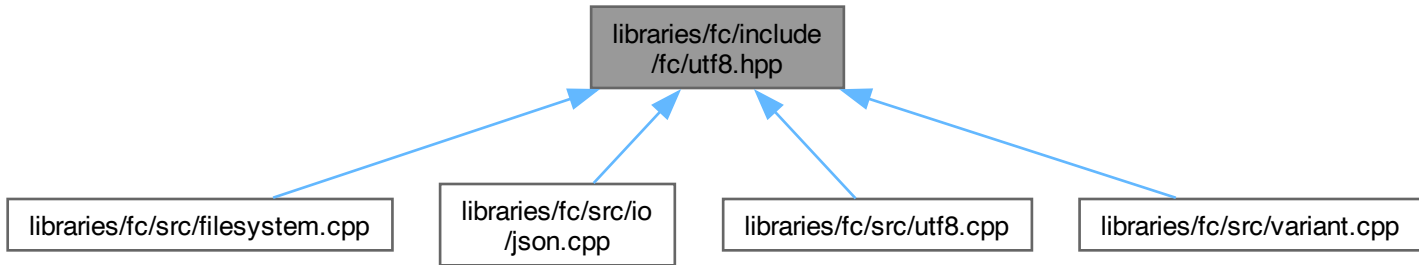 libraries/fc/include
/fc/utf8.hpp
libraries/fc/src/filesystem.cpp
libraries/fc/src/io
/json.cpp
libraries/fc/src/utf8.cpp
libraries/fc/src/variant.cpp